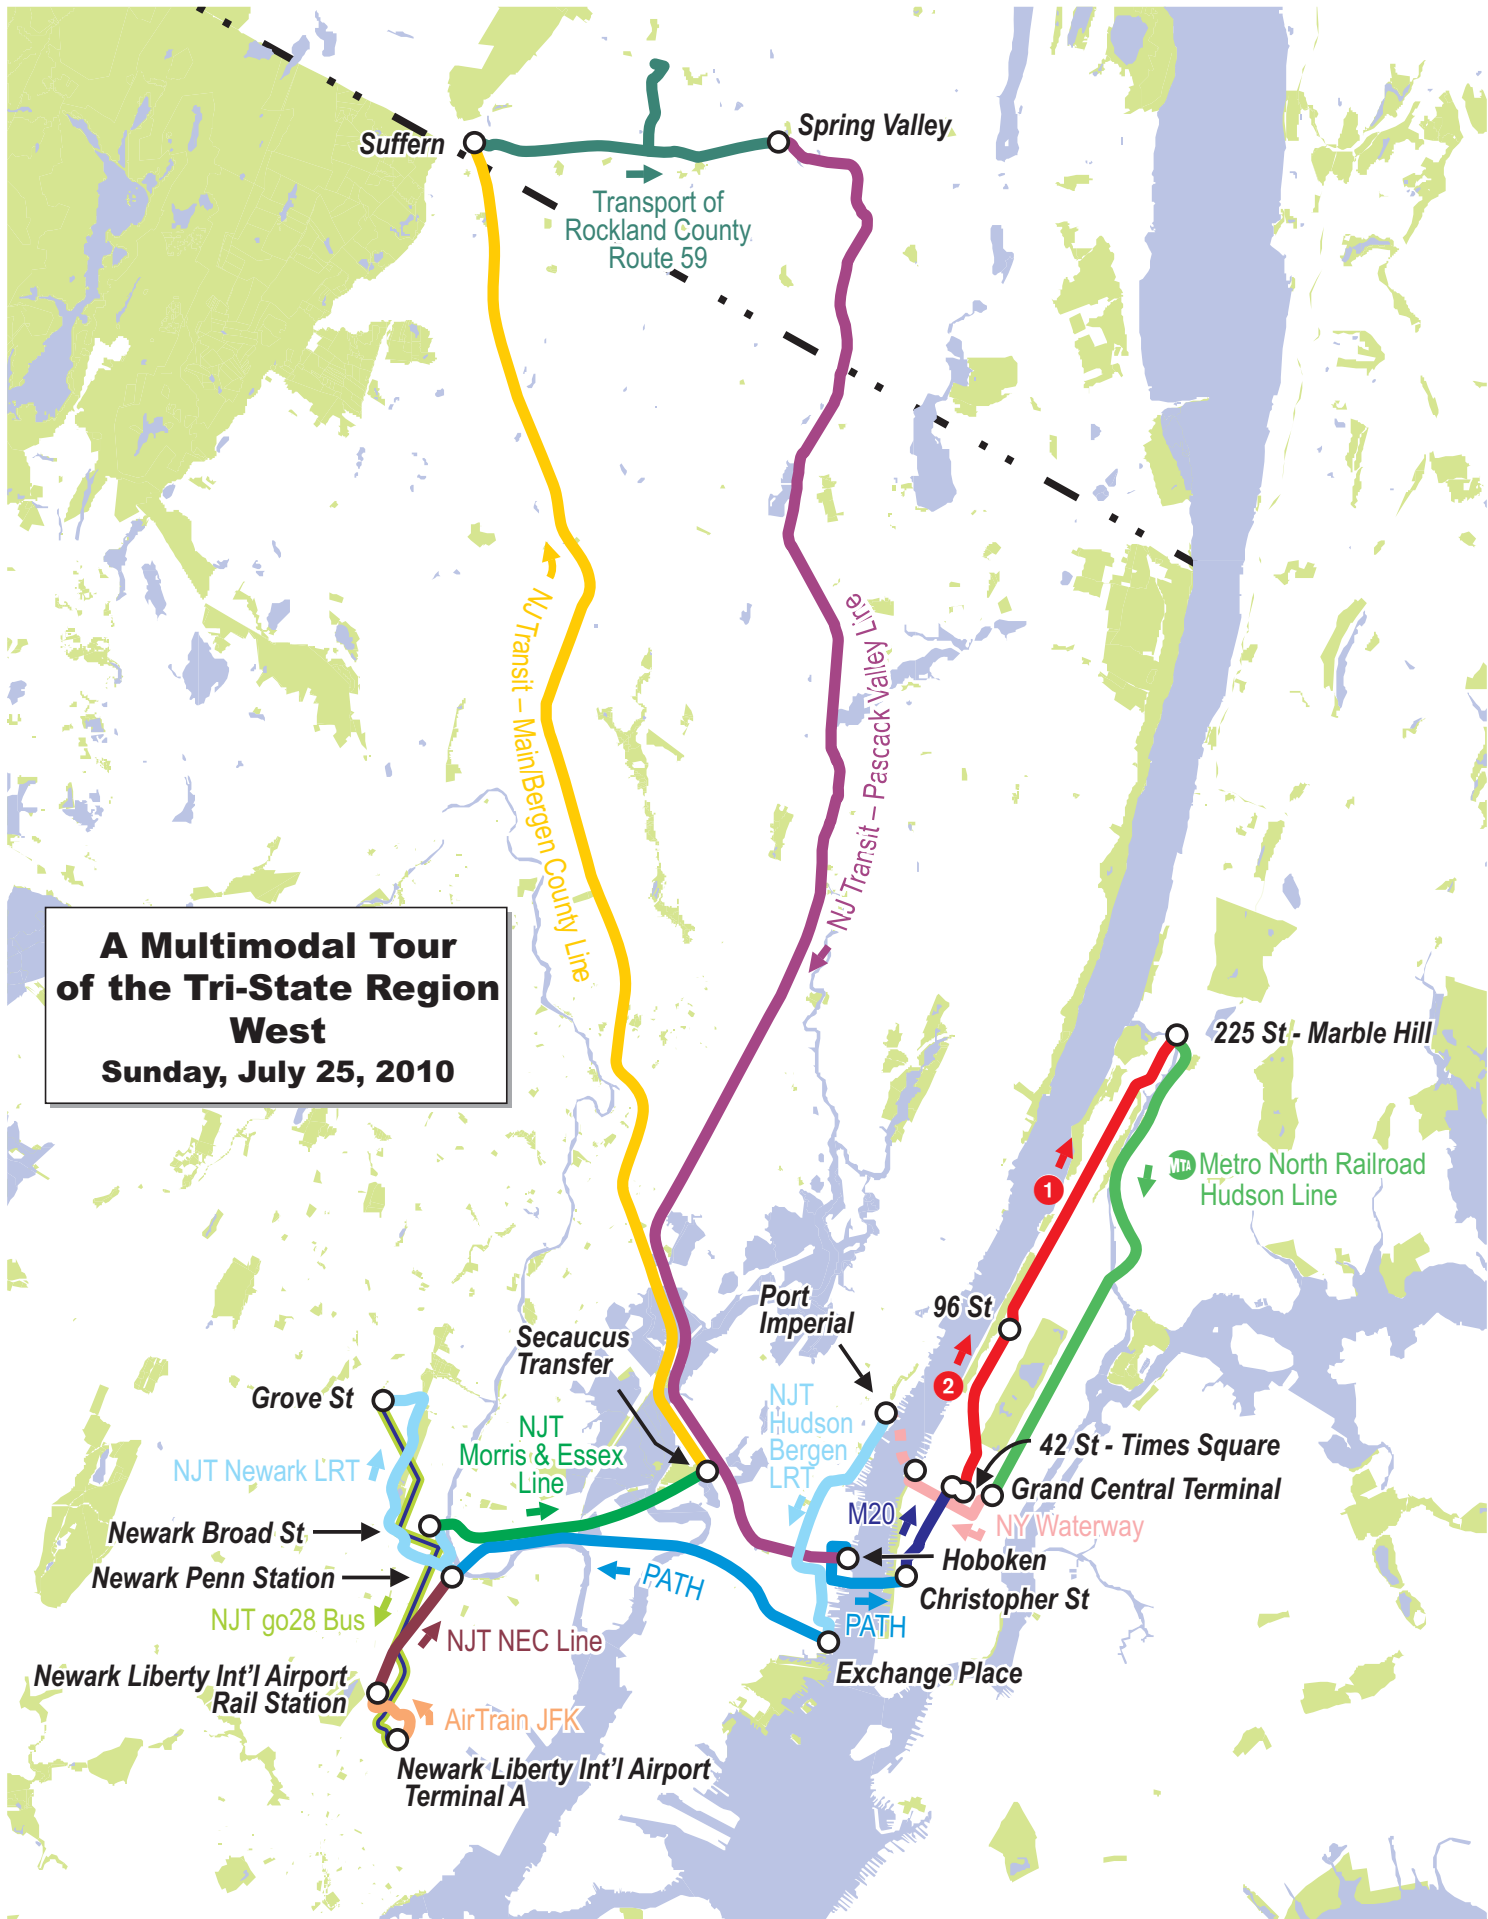 Suffern
Spring Valley
Transport of
Rockland County
Route 59
NJ Transit – Main/Bergen County Line
NJ Transit – Pascack Valley Line
A Multimodal Tour
of the Tri-State Region
West
Sunday, July 25, 2010
225 St - Marble Hill
MTA Metro North Railroad
Hudson Line
1
Port
Imperial
96 St
2
Secaucus
Transfer
Grove St
NJT
Hudson
Bergen
LRT
NJT
Morris & Essex
Line
42 St - Times Square
NJT Newark LRT
Grand Central Terminal
M20
NY Waterway
Newark Broad St
Hoboken
Newark Penn Station
PATH
Christopher St
NJT go28 Bus
PATH
NJT NEC Line
Exchange Place
Newark Liberty Int'l Airport
Rail Station
AirTrain JFK
Newark Liberty Int'l Airport
Terminal A